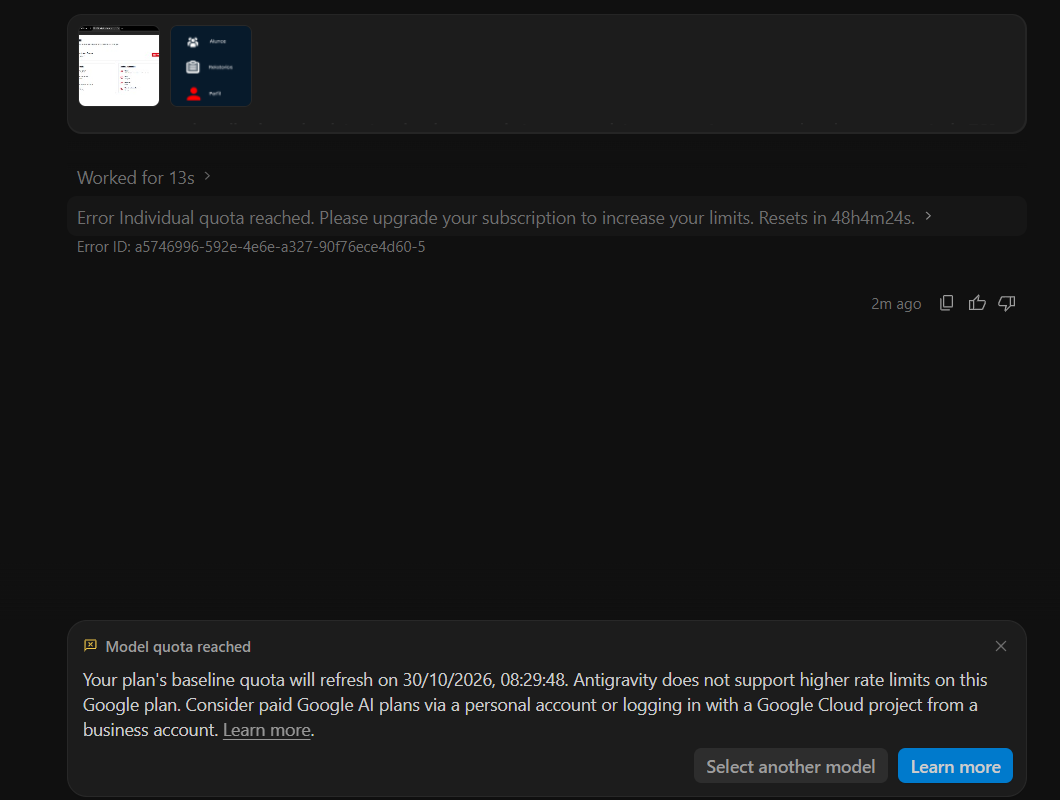 Alunos
Relatórios
Perfil
Worked for 13s
Error Individual quota reached. Please upgrade your subscription to increase your limits. Resets in 48h4m24s.
Error ID: a5746996-592e-4e6e-a327-90f76ece4d60-5
2m ago
Model quota reached
Your plan's baseline quota will refresh on 30/10/2026, 08:29:48. Antigravity does not support higher rate limits on this
Google plan. Consider paid Google AI plans via a personal account or logging in with a Google Cloud project from a
business account. Learn more.
Select another model
Learn more